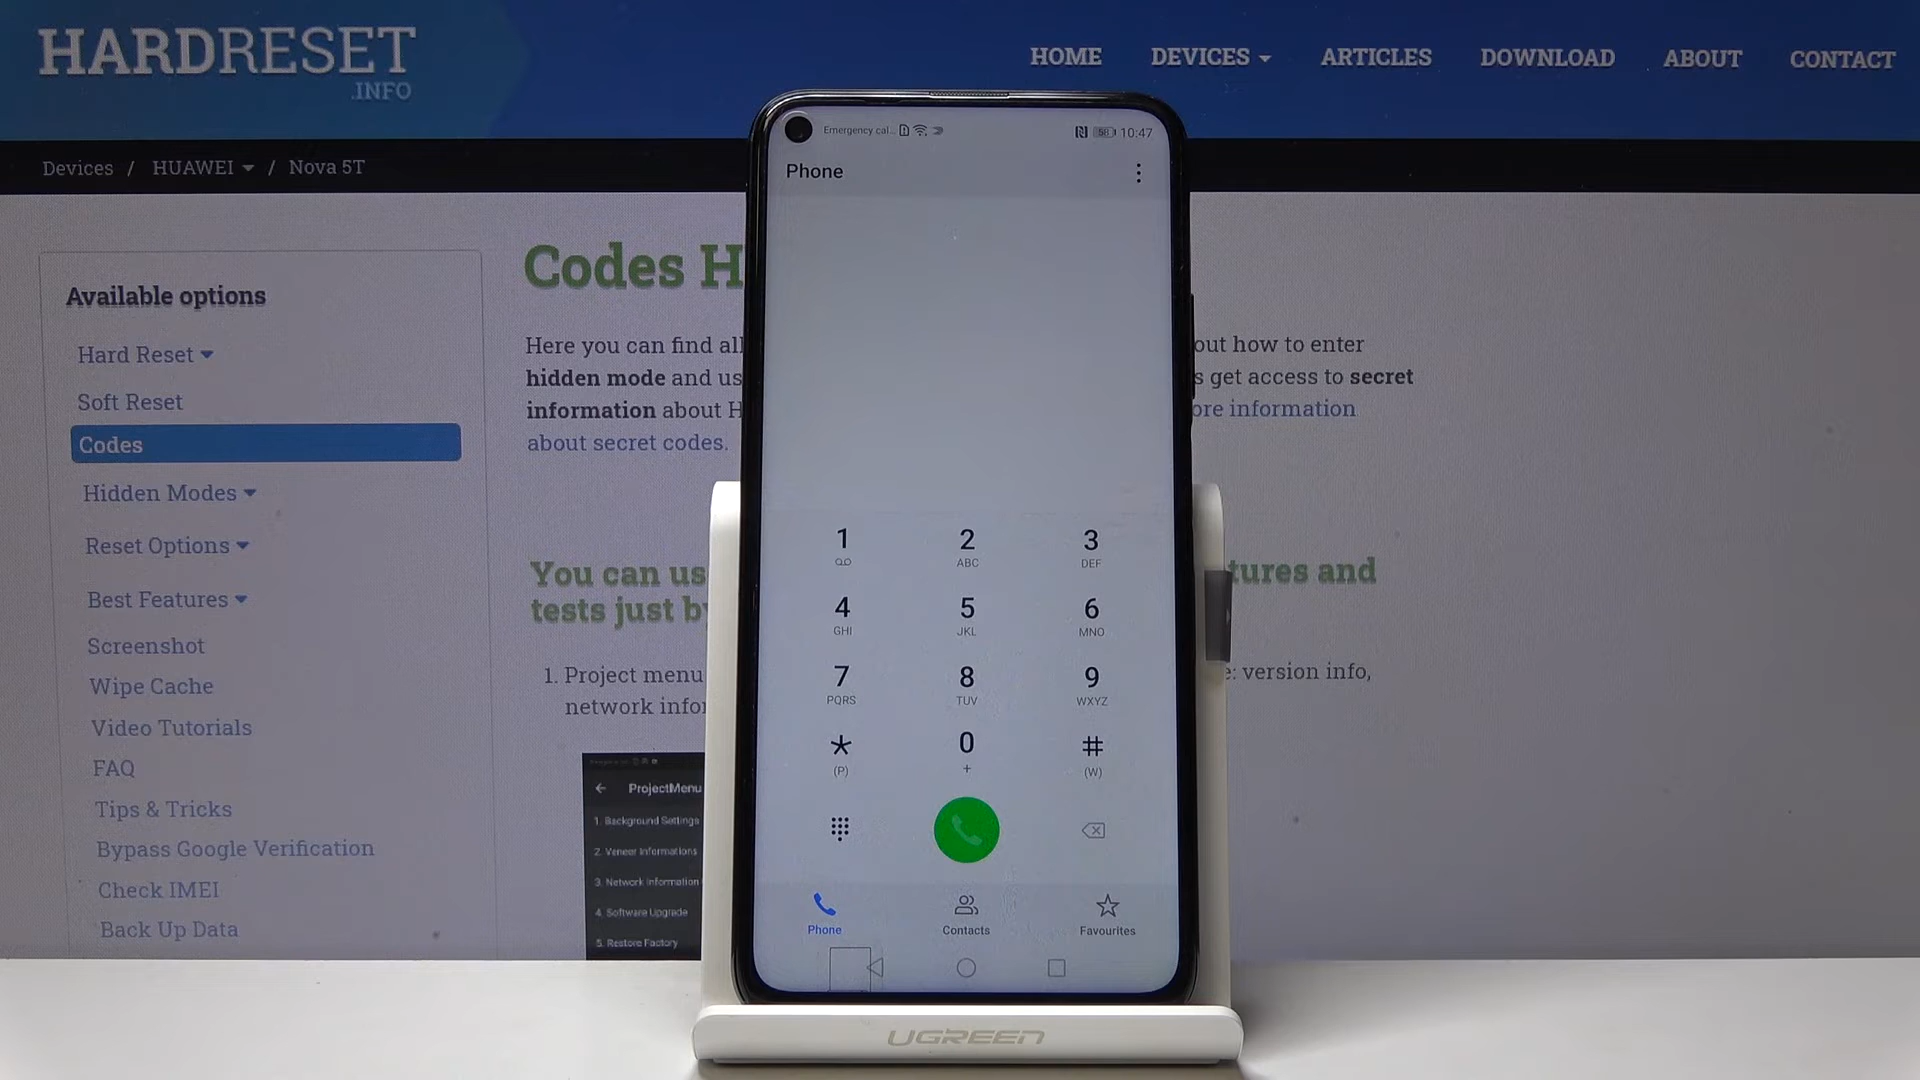 HARDRESET
.INFO
HOME DEVICES ARTICLES DOWNLOAD ABOUT CONTACT
Devices / HUAWEI / Nova 5T
Available options
Hard Reset
Soft Reset
Codes
Hidden Modes
Reset Options
Best Features
Screenshot
Wipe Cache
Video Tutorials
FAQ
Tips & Tricks
Bypass Google Verification
Check IMEI
Back Up Data
Codes H
Here you can find all out how to enter
hidden mode and us s get access to secret
information about H ore information
about secret codes.
You can us tures and
tests just by
1. Project menu e: version info,
network infor
ProjectMenu
1. Background Settings
2. Veneer Informations
3. Network Information
4. Software Upgrade
5. Restore Factory
Emergency cal... 58 10:47
Phone
1 2 3
ABC DEF
4 5 6
GHI JKL MNO
7 8 9
PQRS TUV WXYZ
* 0 #
(P) + (W)
Phone Contacts Favourites
UGREEN